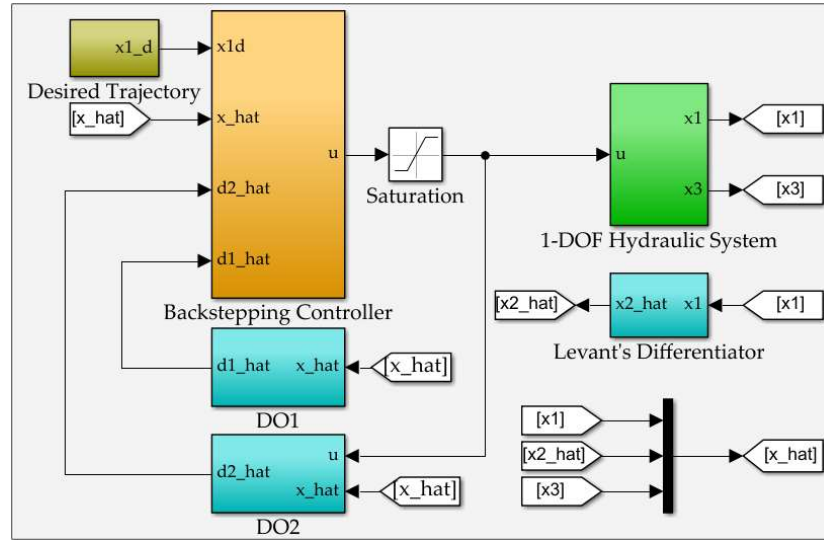 x1_d
Desired Trajectory
[x_hat]
x1d
x_hat
d2_hat
d1_hat
u
Backstepping Controller
Saturation
u
x1
x3
1-DOF Hydraulic System
[x1]
[x3]
[x2_hat]
x2_hat
x1
[x1]
Levant's Differentiator
d1_hat
x_hat
[x_hat]
DO1
d2_hat
u
x_hat
[x_hat]
DO2
[x1]
[x2_hat]
[x3]
[x_hat]